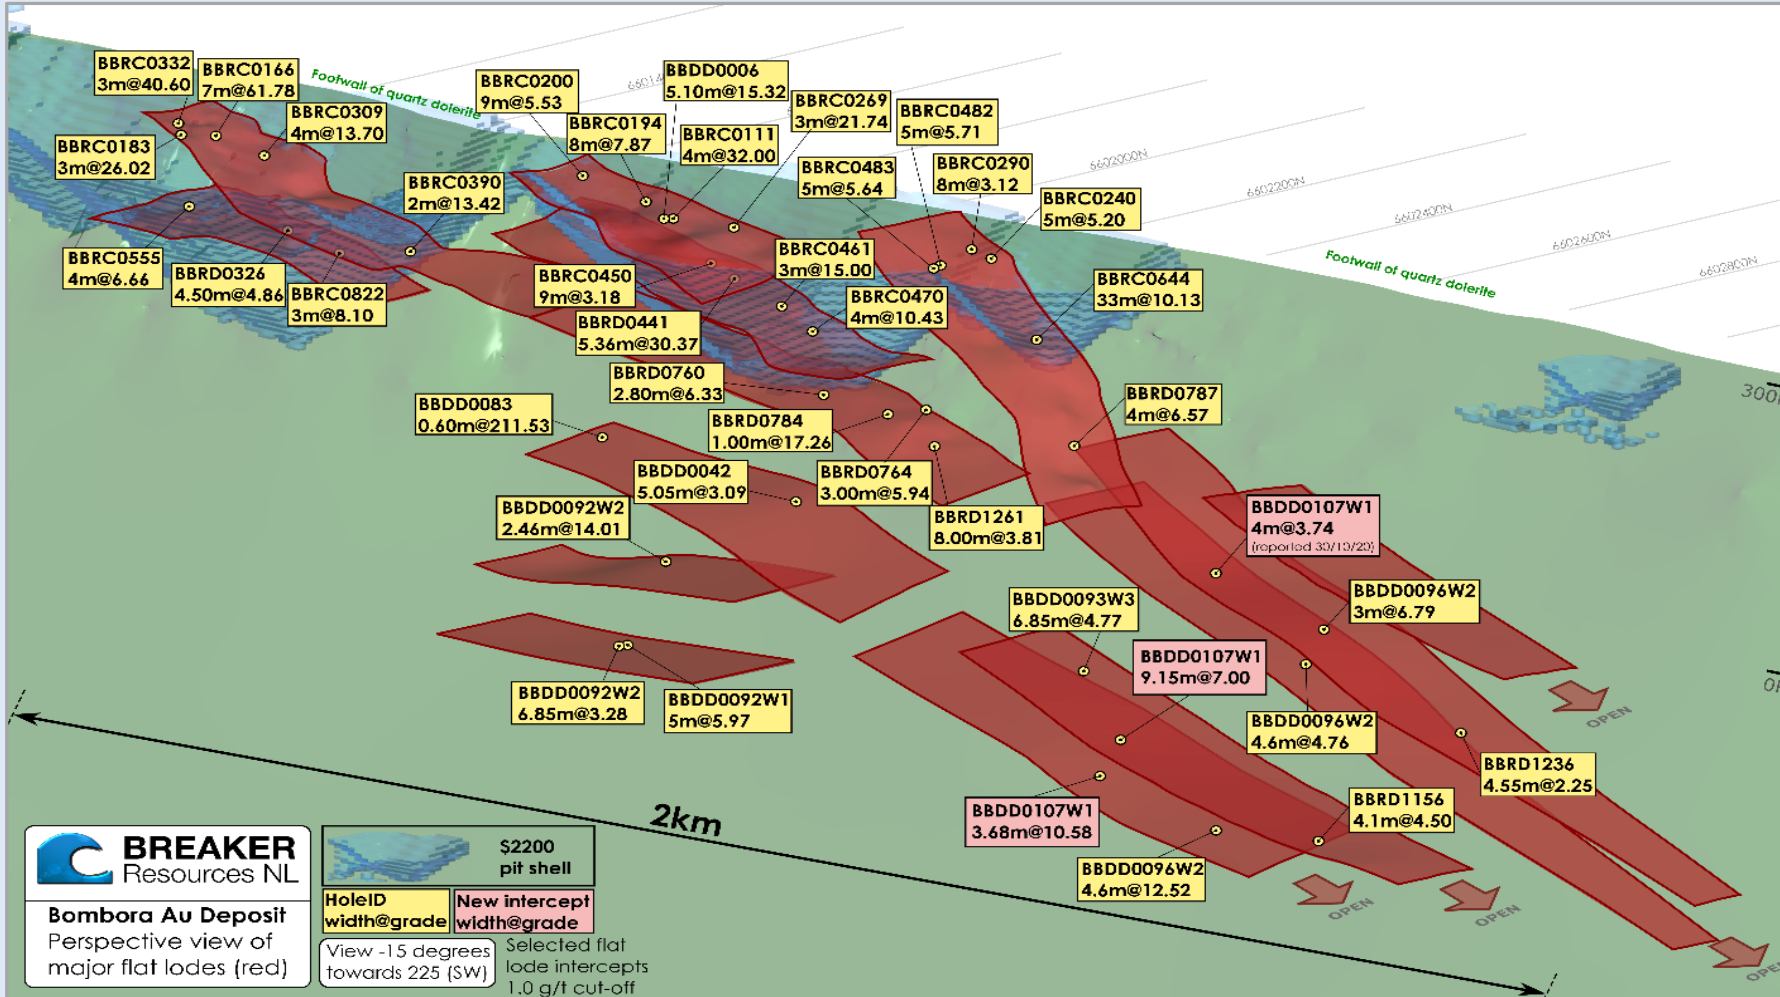 BBRC0332
3m@40.60
BBRC0166
7m@61.78
BBRC0309
4m@13.70
BBRC0183
3m@26.02
Footwall of quartz dolerite
BBRC0200
9m@5.53
BBDD0006
5.10m@15.32
BBRC0194
8m@7.87
BBRC0111
4m@32.00
BBRC0269
3m@21.74
BBRC0482
5m@5.71
BBRC0483
5m@5.64
BBRC0290
8m@3.12
BBRC0240
5m@5.20
6602000N
6602200N
6602400N
6602600N
6602800N
Footwall of quartz dolerite
BBRC0390
2m@13.42
BBRC0555
4m@6.66
BBRD0326
4.50m@4.86
BBRC0822
3m@8.10
BBRC0450
9m@3.18
BBRC0461
3m@15.00
BBRC0470
4m@10.43
BBRC0644
33m@10.13
BBRD0441
5.36m@30.37
BBRD0760
2.80m@6.33
BBRD0784
1.00m@17.26
BBRD0787
4m@6.57
BBDD0083
0.60m@211.53
BBDD0042
5.05m@3.09
BBRD0764
3.00m@5.94
BBRD1261
8.00m@3.81
BBDD0092W2
2.46m@14.01
BBDD0107W1
4m@3.74
(reported 30/10/20)
BBDD0096W2
3m@6.79
BBDD0093W3
6.85m@4.77
BBDD0107W1
9.15m@7.00
BBDD0092W2
6.85m@3.28
BBDD0092W1
5m@5.97
BBDD0096W2
4.6m@4.76
BBRD1236
4.55m@2.25
BBDD0107W1
3.68m@10.58
BBRD1156
4.1m@4.50
BBDD0096W2
4.6m@12.52
OPEN
OPEN
OPEN
OPEN
2km
BREAKER
Resources NL
Bombora Au Deposit
Perspective view of
major flat lodes (red)
$2200
pit shell
HoleID
width@grade
New intercept
width@grade
View -15 degrees
towards 225 (SW)
Selected flat
lode intercepts
1.0 g/t cut-off